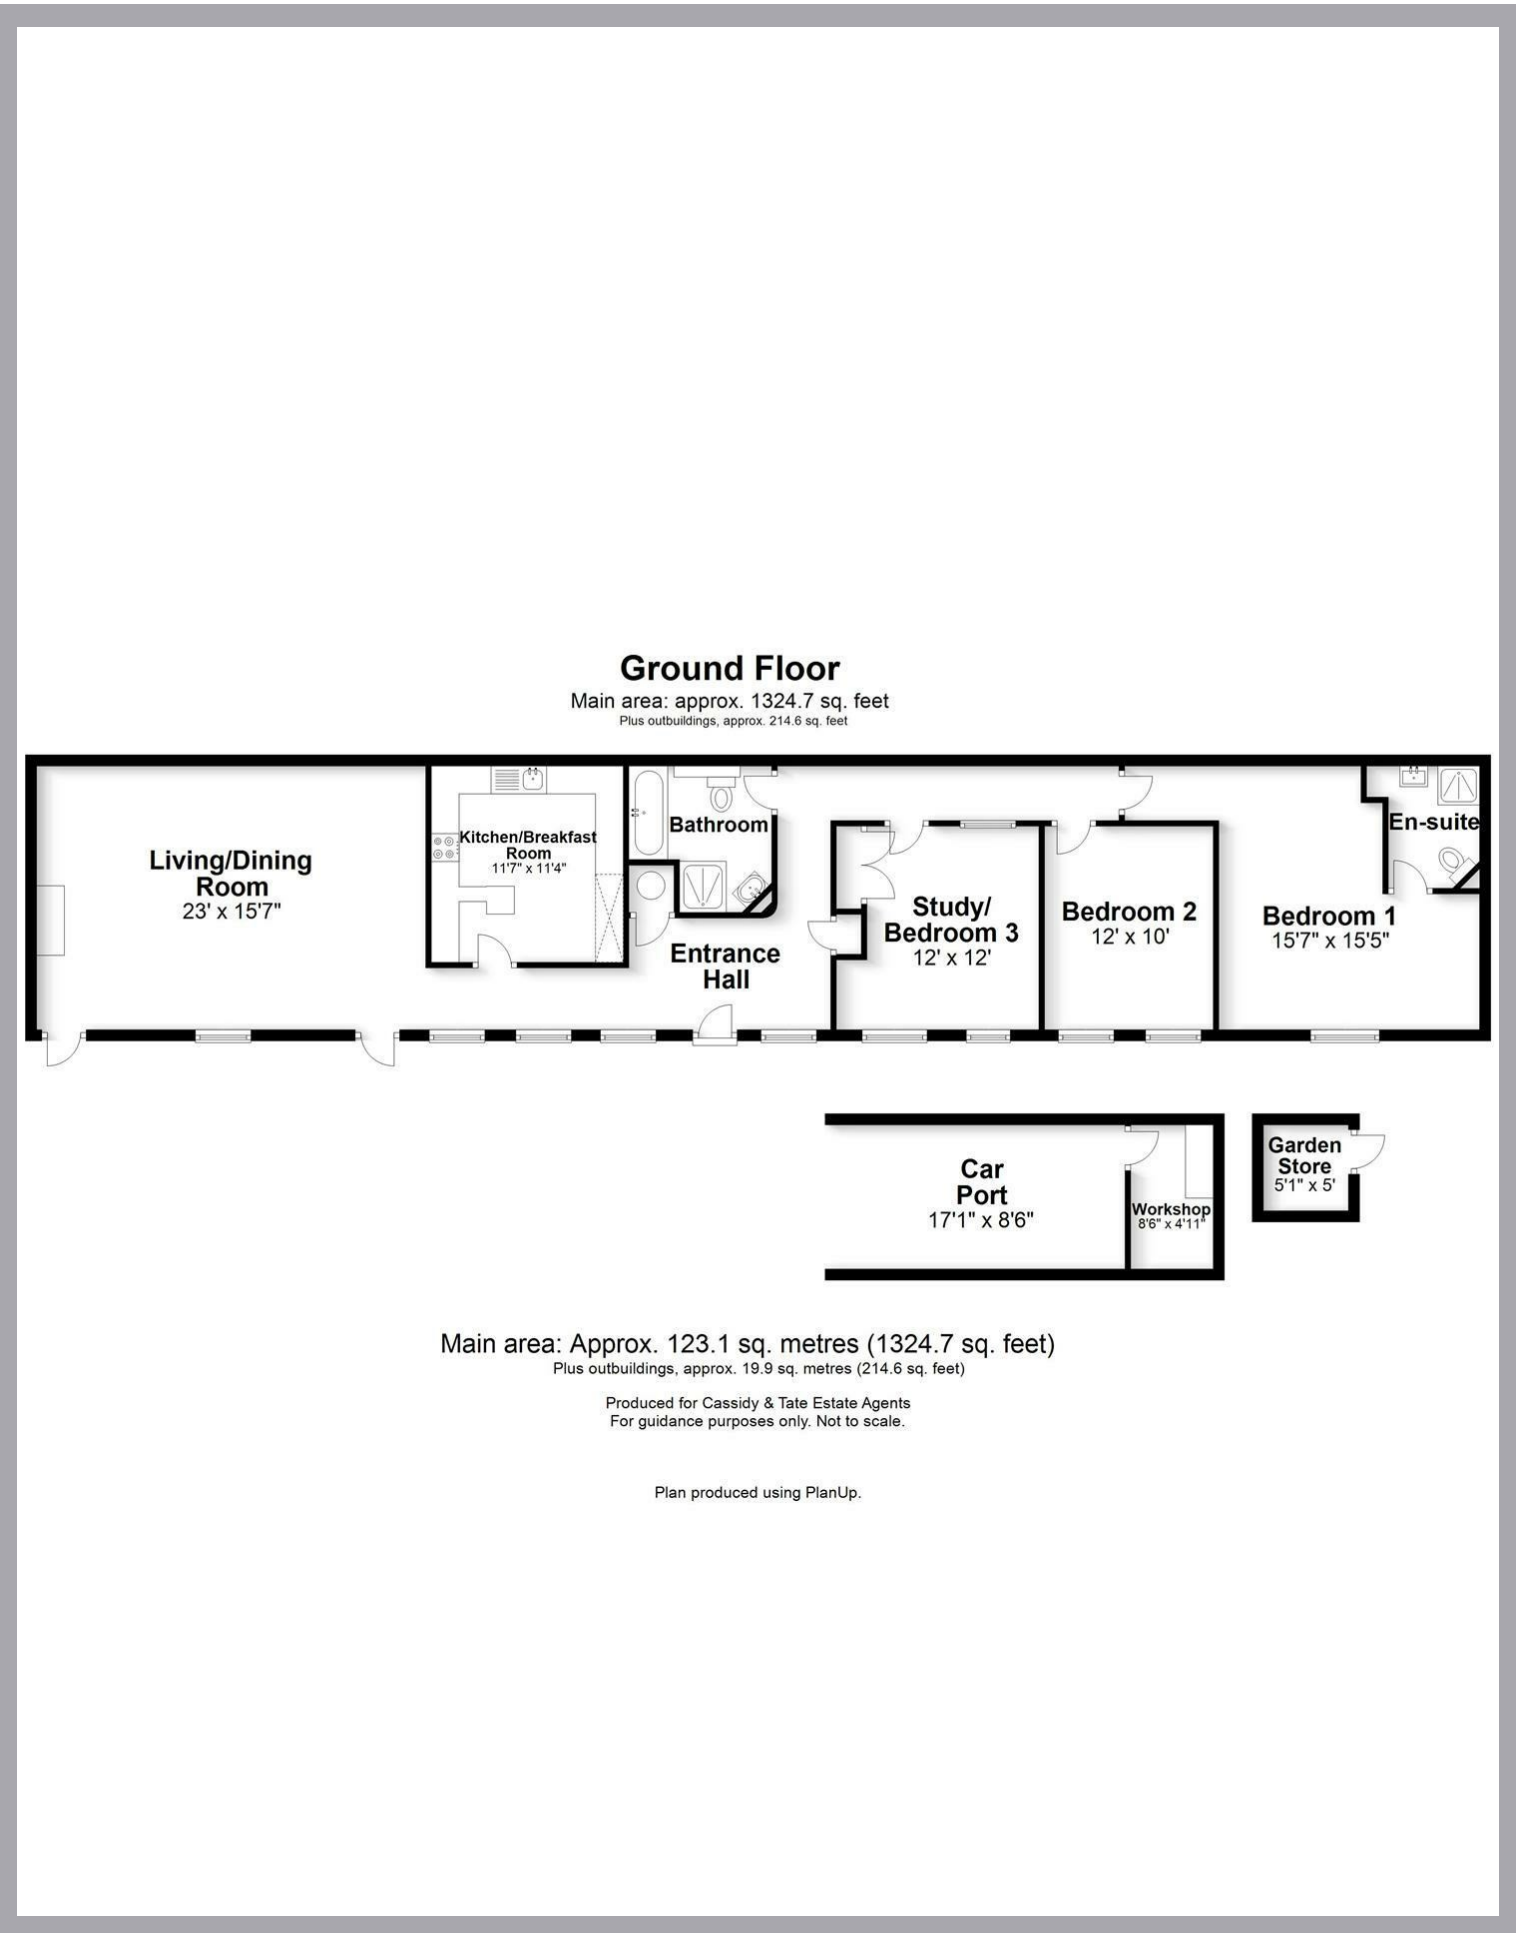 Ground Floor
Main area: approx. 1324.7 sq. feet
Plus outbuildings, approx. 214.6 sq. feet
Living/Dining
Room
23' x 15'7"
Kitchen/Breakfast
Room
11'7" x 11'4"
Bathroom
Entrance
Hall
Study/
Bedroom 3
12' x 12'
Bedroom 2
12' x 10'
Bedroom 1
15'7" x 15'5"
En-suite
Car
Port
17'1" x 8'6"
Workshop
8'6" x 4'11"
Garden
Store
5'1" x 5'
Main area: Approx. 123.1 sq. metres (1324.7 sq. feet)
Plus outbuildings, approx. 19.9 sq. metres (214.6 sq. feet)
Produced for Cassidy & Tate Estate Agents
For guidance purposes only. Not to scale.
Plan produced using PlanUp.